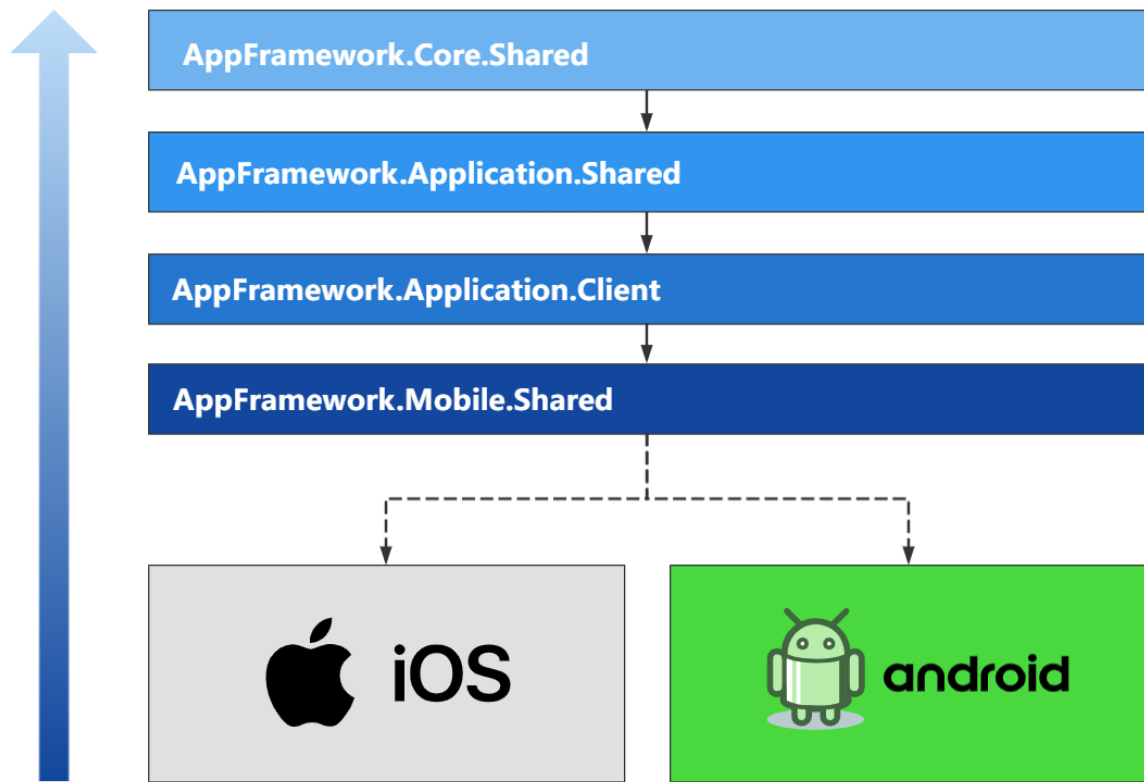 AppFramework.Core.Shared
AppFramework.Application.Shared
AppFramework.Application.Client
AppFramework.Mobile.Shared
iOS
android